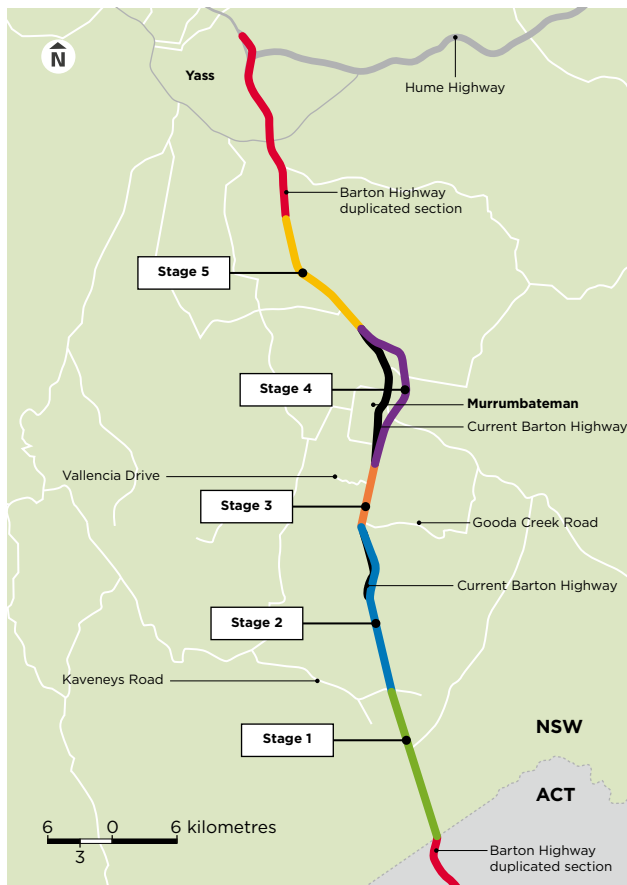 N
Yass
Hume Highway
Barton Highway
duplicated section
Stage 5
Stage 4
Murrumbateman
Current Barton Highway
Vallencia Drive
Stage 3
Gooda Creek Road
Current Barton Highway
Stage 2
Kaveneys Road
NSW
Stage 1
ACT
6 0 6 kilometres
3
Barton Highway
duplicated section